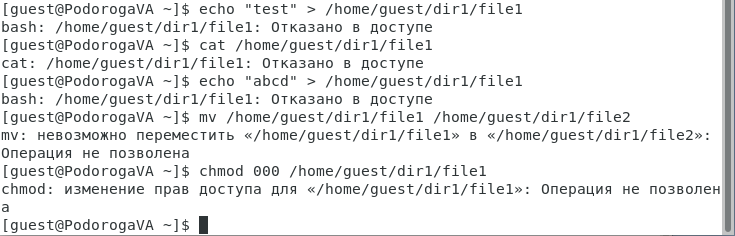 [guest@PodorogaVA ~]$ echo "test" > /home/guest/dir1/file1
bash: /home/guest/dir1/file1: Отказано в доступе
[guest@PodorogaVA ~]$ cat /home/guest/dir1/file1
cat: /home/guest/dir1/file1: Отказано в доступе
[guest@PodorogaVA ~]$ echo "abcd" > /home/guest/dir1/file1
bash: /home/guest/dir1/file1: Отказано в доступе
[guest@PodorogaVA ~]$ mv /home/guest/dir1/file1 /home/guest/dir1/file2
mv: невозможно переместить «/home/guest/dir1/file1» в «/home/guest/dir1/file2»:
Операция не позволена
[guest@PodorogaVA ~]$ chmod 000 /home/guest/dir1/file1
chmod: изменение прав доступа для «/home/guest/dir1/file1»: Операция не позволен
а
[guest@PodorogaVA ~]$